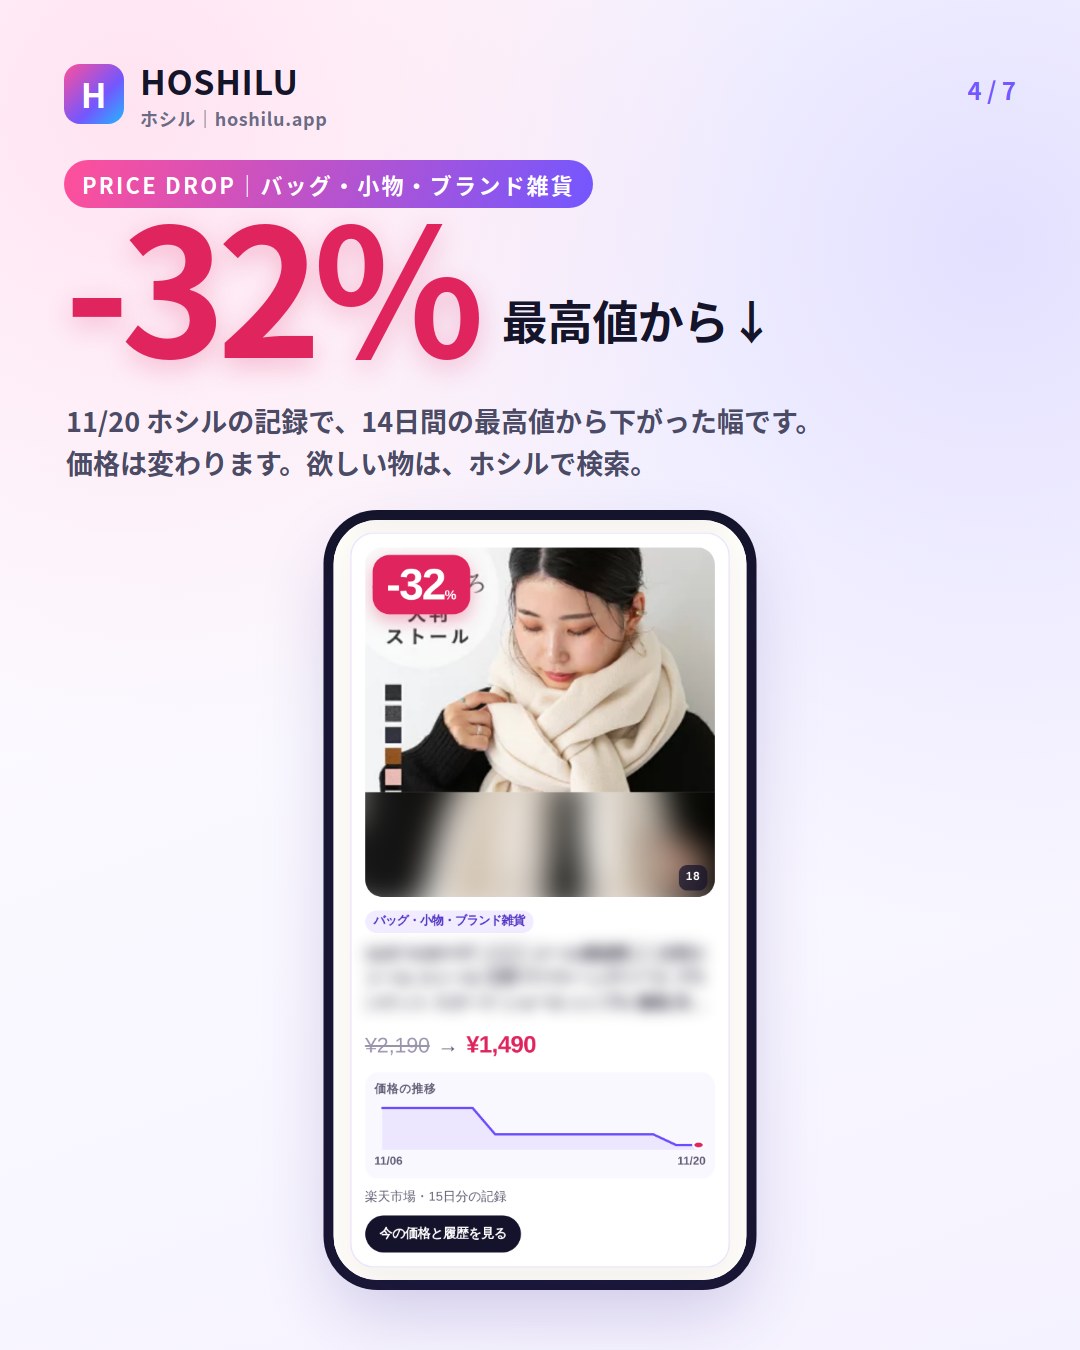 H
HOSHILU
ホシル｜hoshilu.app
4 / 7
PRICE DROP｜バッグ・小物・ブランド雑貨
-32% 最高値から↓
11/20 ホシルの記録で、14日間の最高値から下がった幅です。
価格は変わります。欲しい物は、ホシルで検索。
-32%
ろ
大判
ストール
18
バッグ・小物・ブランド雑貨
¥2,190 → ¥1,490
価格の推移
11/06 11/20
楽天市場・15日分の記録
今の価格と履歴を見る